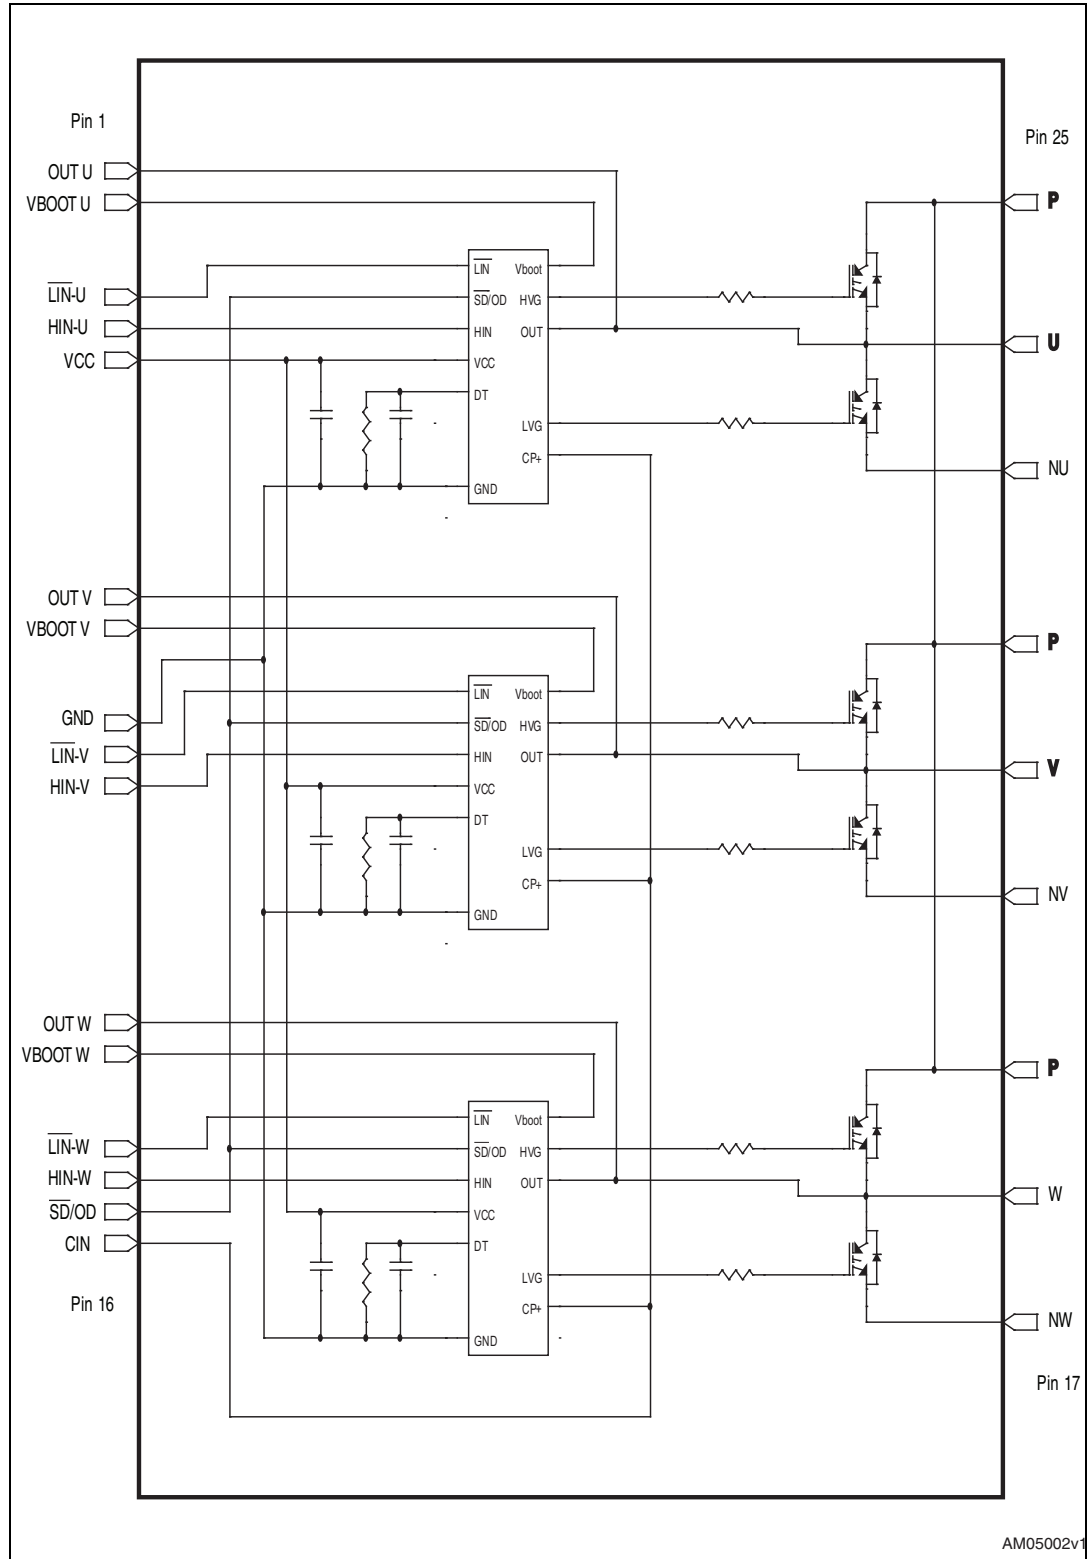 Pin 1
Pin 25
OUT U
VBOOT U
P
LIN
Vboot
LIN-U
SD/OD
HVG
HIN-U
HIN
OUT
U
VCC
VCC
DT
LVG
CP+
NU
GND
OUT V
VBOOT V
P
LIN
Vboot
GND
SD/OD
HVG
LIN-V
HIN
OUT
V
HIN-V
VCC
DT
LVG
CP+
NV
GND
OUT W
VBOOT W
P
LIN
Vboot
LIN-W
SD/OD
HVG
HIN-W
HIN
OUT
W
SD/OD
VCC
CIN
DT
LVG
Pin 16
CP+
NW
GND
Pin 17
AM05002v1